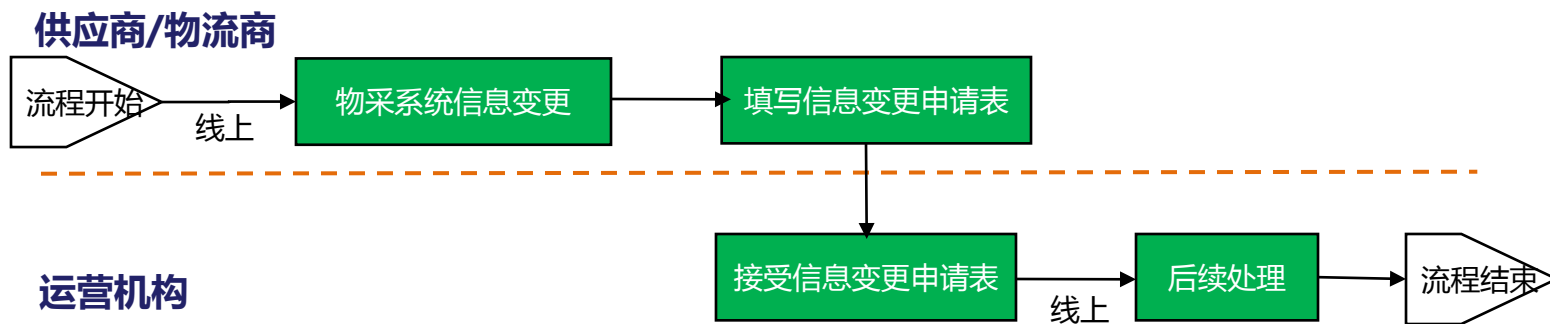 供应商/物流商
流程开始
线上
物采系统信息变更
填写信息变更申请表
运营机构
接受信息变更申请表
线上
后续处理
流程结束